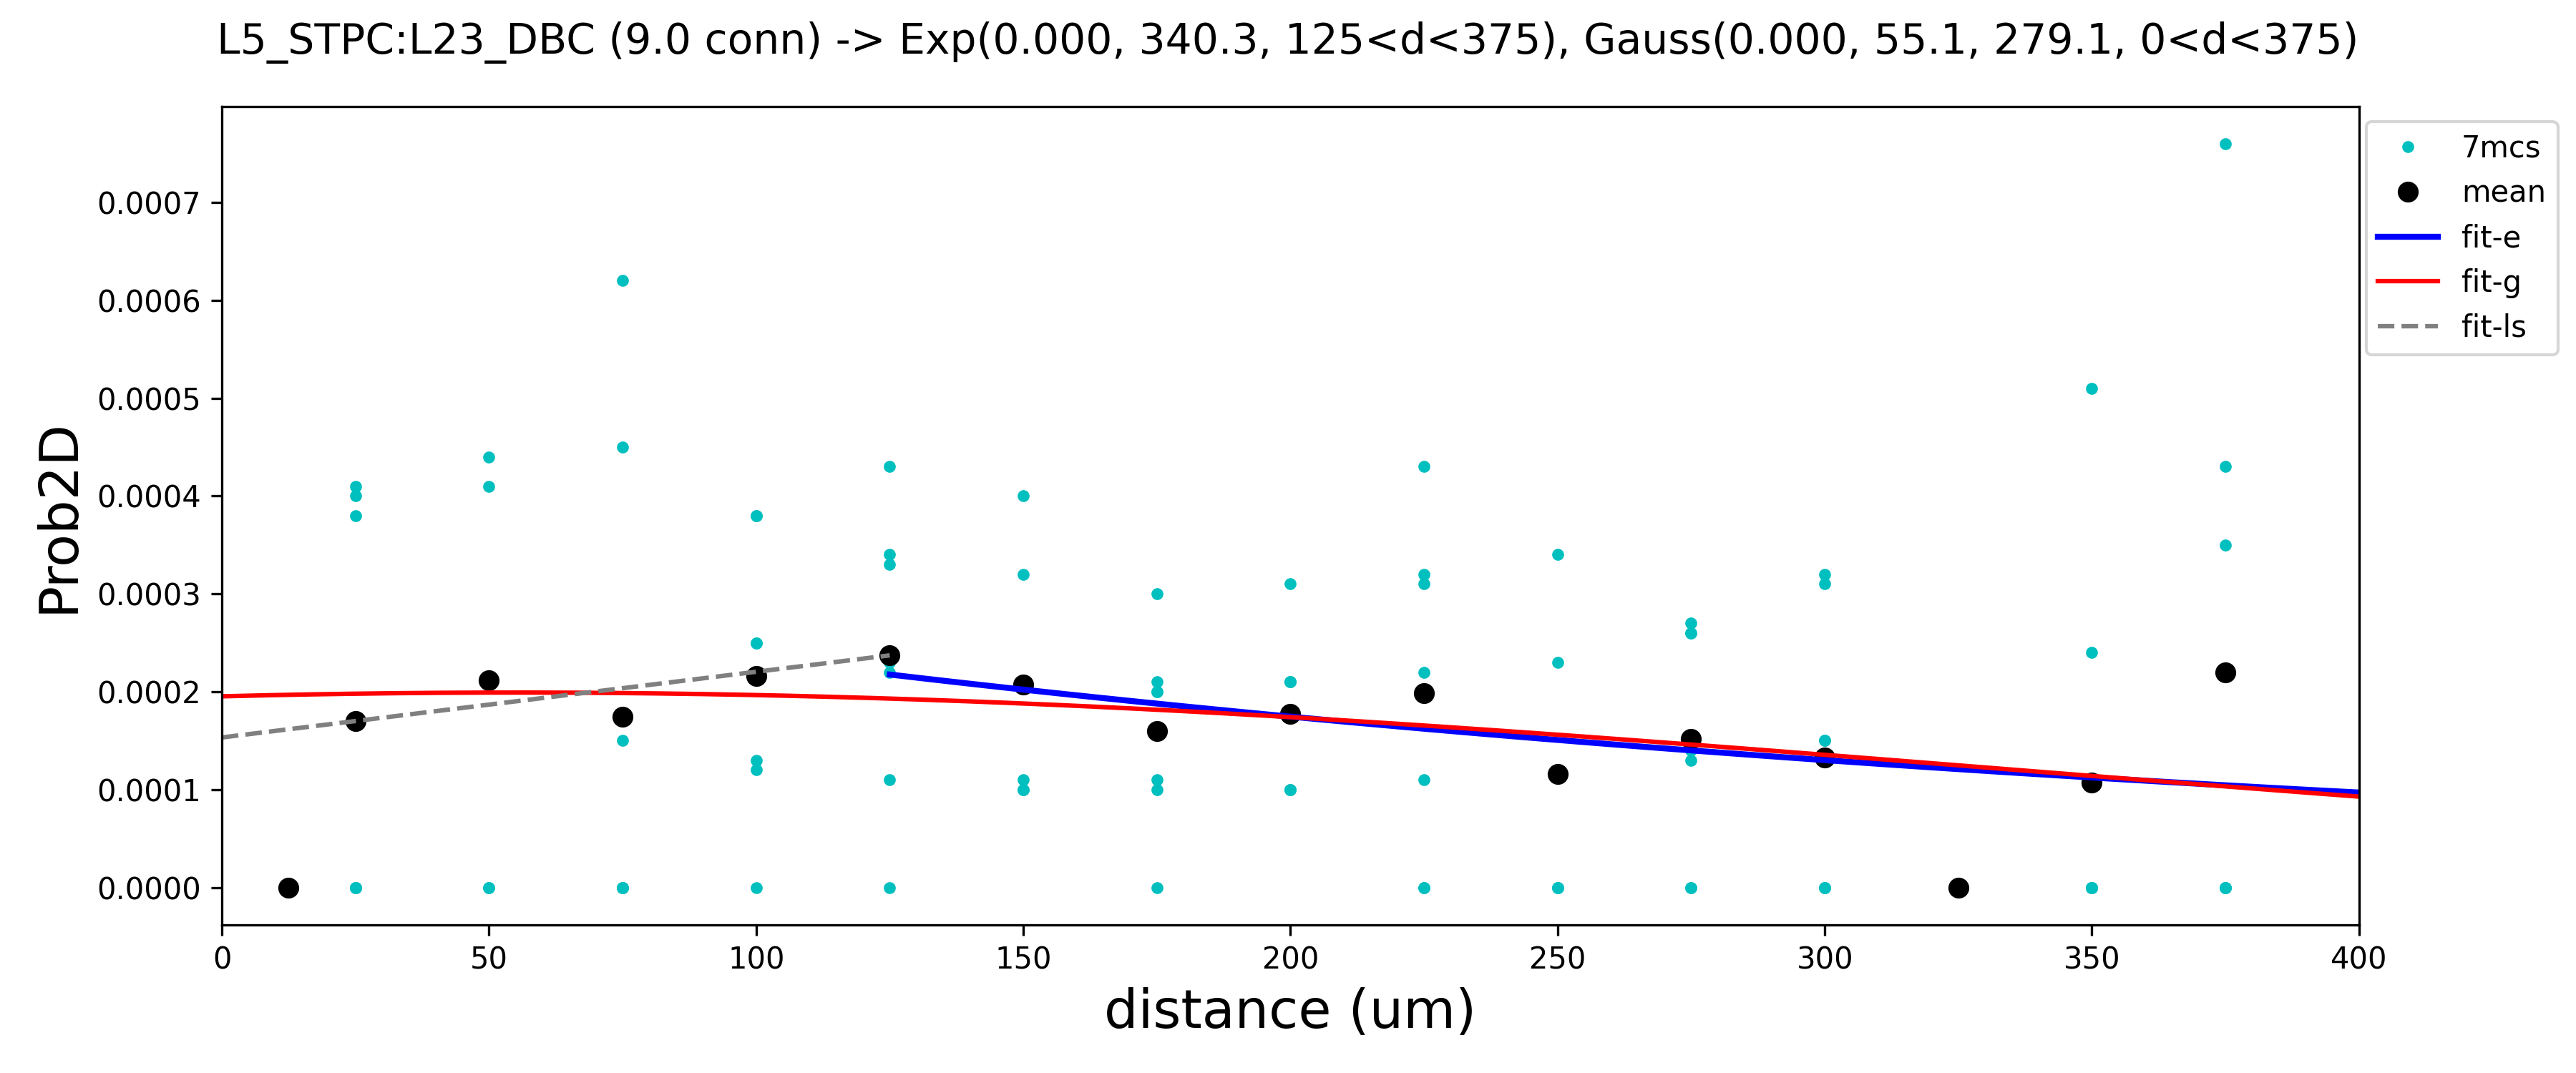 L5_STPC:L23_DBC (9.0 conn) -> Exp(0.000, 340.3, 125<d<375), Gauss(0.000, 55.1, 279.1, 0<d<375)
7mcs
mean
fit-e
fit-g
fit-ls
Prob2D
0.0007
0.0006
0.0005
0.0004
0.0003
0.0002
0.0001
0.0000
0 50 100 150 200 250 300 350 400
distance (um)